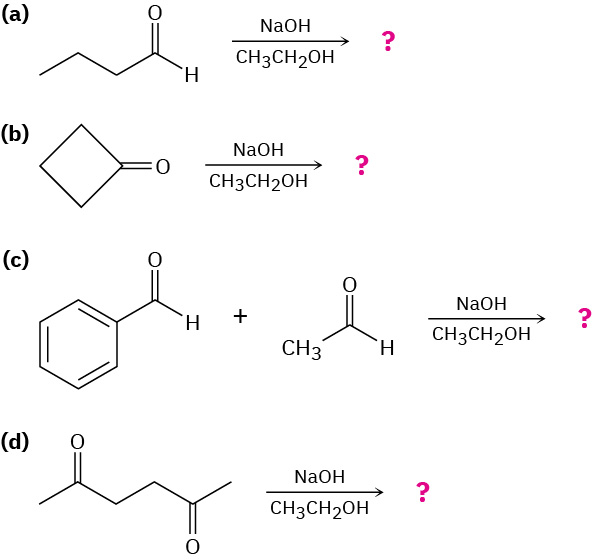 (a)
O
H
NaOH
CH3CH2OH
?
(b)
O
NaOH
CH3CH2OH
?
(c)
O
H
+
O
CH3
H
NaOH
CH3CH2OH
?
(d)
O
O
NaOH
CH3CH2OH
?